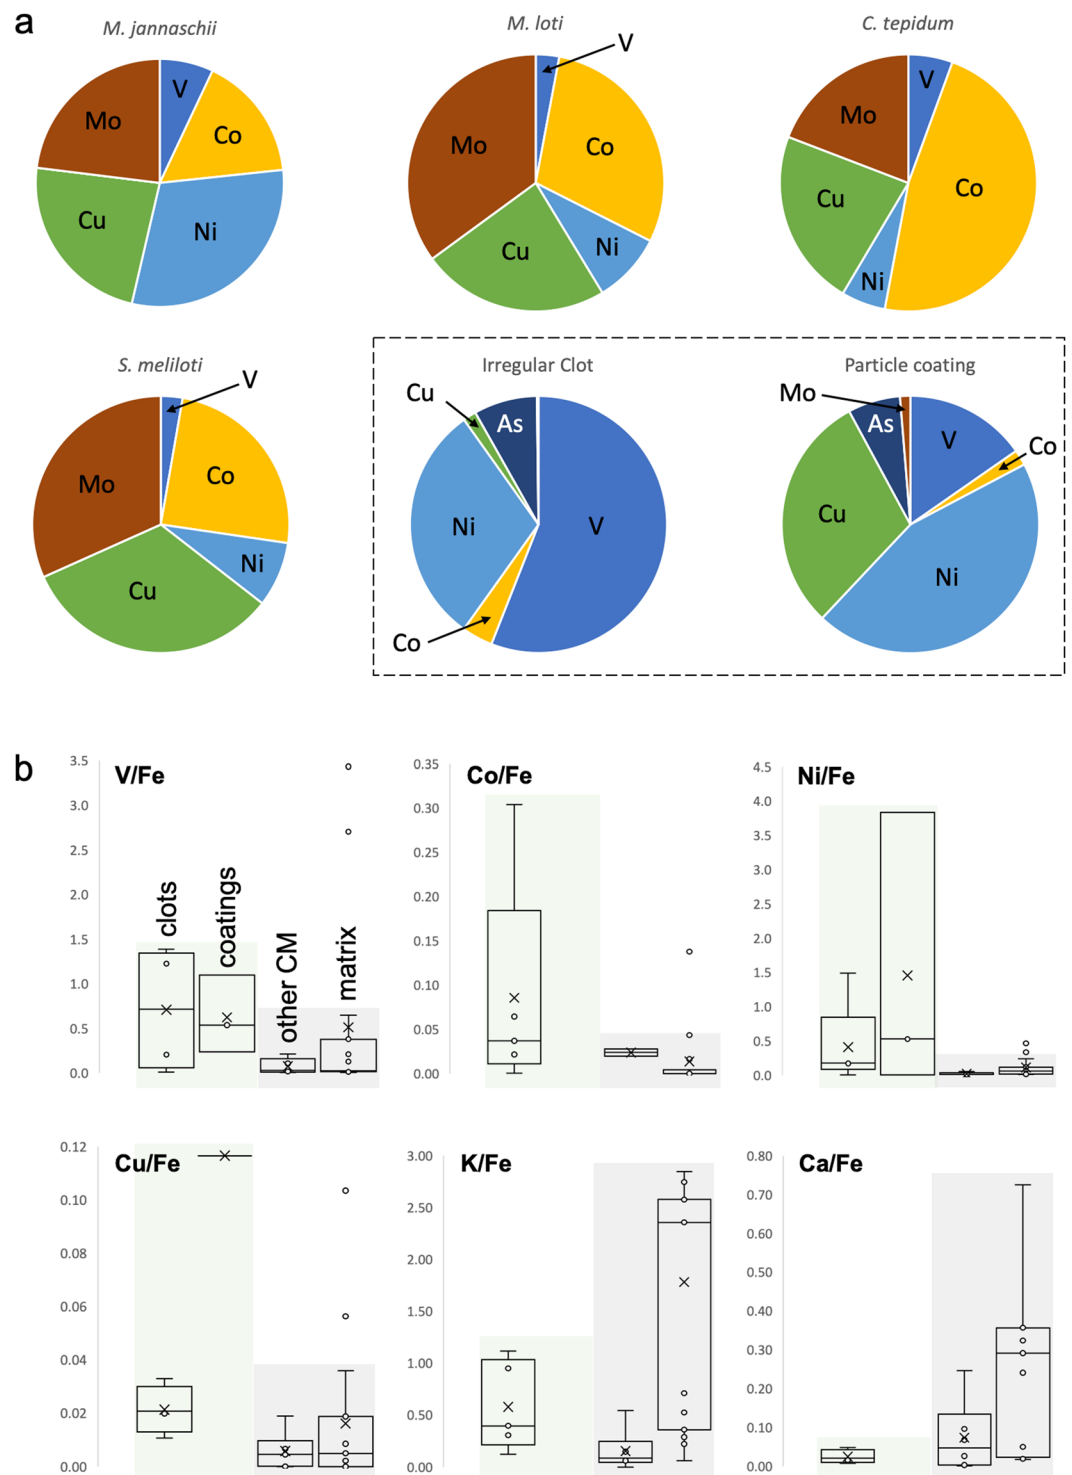 a
M. jannaschii
M. loti
C. tepidum
V
Mo
V
Co
Cu
Ni
Mo
Co
Cu
Ni
V
Mo
Co
Cu
Ni
S. meliloti
V
Mo
Co
Ni
Cu
Irregular Clot
Cu
As
Ni
V
Co
Particle coating
Mo
As
V
Co
Cu
Ni
b
V/Fe
3.5
3.0
2.5
2.0
1.5
1.0
0.5
0.0
clots
coatings
other CM
matrix
Co/Fe
0.35
0.30
0.25
0.20
0.15
0.10
0.05
0.00
Ni/Fe
4.5
4.0
3.5
3.0
2.5
2.0
1.5
1.0
0.5
0.0
Cu/Fe
0.12
0.10
0.08
0.06
0.04
0.02
0.00
K/Fe
3.00
2.50
2.00
1.50
1.00
0.50
0.00
Ca/Fe
0.80
0.70
0.60
0.50
0.40
0.30
0.20
0.10
0.00